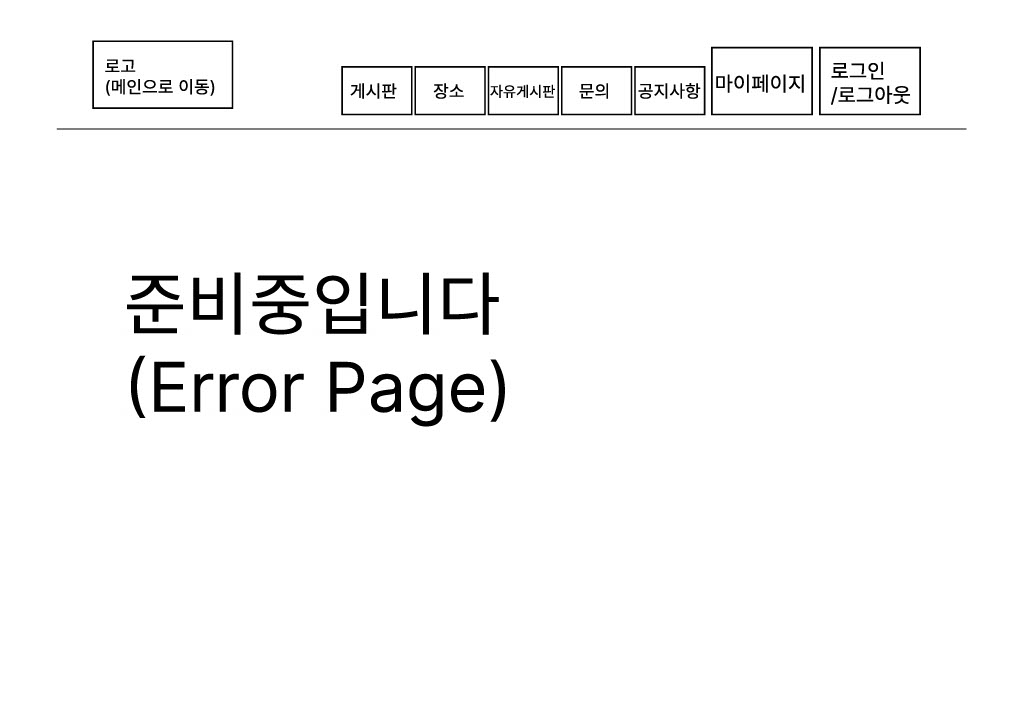 로고
(메인으로 이동)
게시판
장소
자유게시판
문의
공지사항
마이페이지
로그인
/로그아웃
준비중입니다
(Error Page)